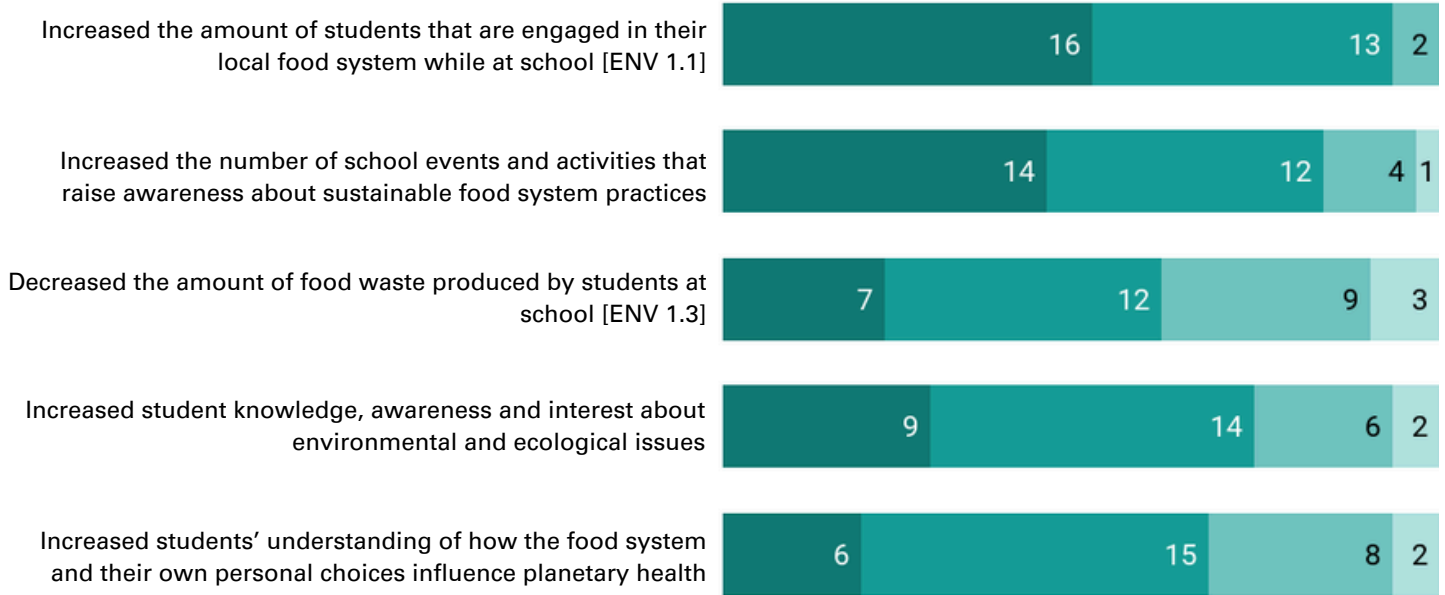 Increased the amount of students that are engaged in their
local food system while at school [ENV 1.1]
16 13 2
Increased the number of school events and activities that
raise awareness about sustainable food system practices
14 12 4 1
Decreased the amount of food waste produced by students at
school [ENV 1.3]
7 12 9 3
Increased student knowledge, awareness and interest about
environmental and ecological issues
9 14 6 2
Increased students’ understanding of how the food system
and their own personal choices influence planetary health
6 15 8 2